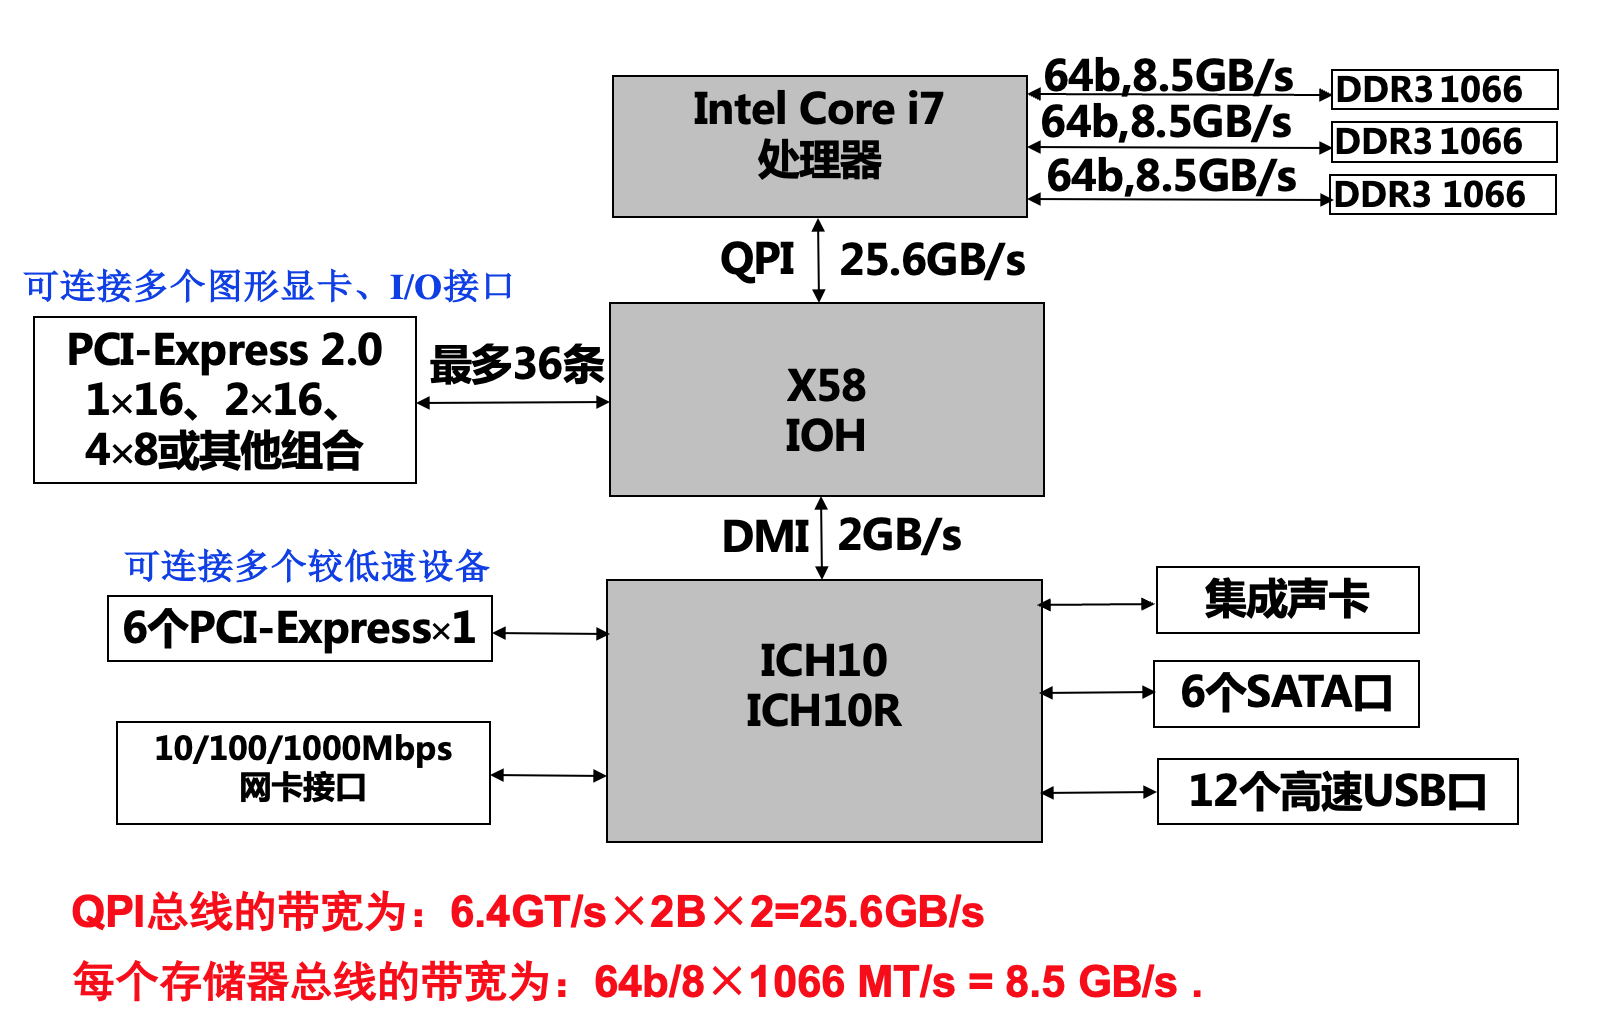 Intel Core i7
处理器
64b,8.5GB/s
DDR3 1066
64b,8.5GB/s
DDR3 1066
64b,8.5GB/s
DDR3 1066
QPI
25.6GB/s
可连接多个图形显卡、I/O接口
PCI-Express 2.0
1×16、2×16、
4×8或其他组合
最多36条
X58
IOH
DMI
2GB/s
可连接多个较低速设备
6个PCI-Express×1
10/100/1000Mbps
网卡接口
ICH10
ICH10R
集成声卡
6个SATA口
12个高速USB口
QPI总线的带宽为：6.4GT/s×2B×2=25.6GB/s
每个存储器总线的带宽为：64b/8×1066 MT/s = 8.5 GB/s .